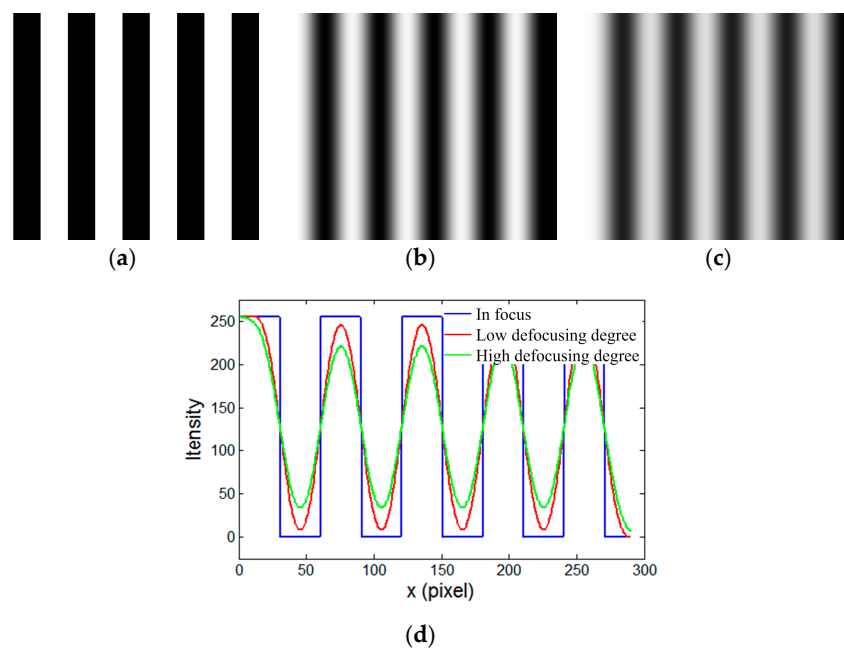 (a) (b) (c)
In focus
Low defocusing degree
High defocusing degree
250
200
150
100
50
0
Itensity
0 50 100 150 200 250 300
x (pixel)
(d)